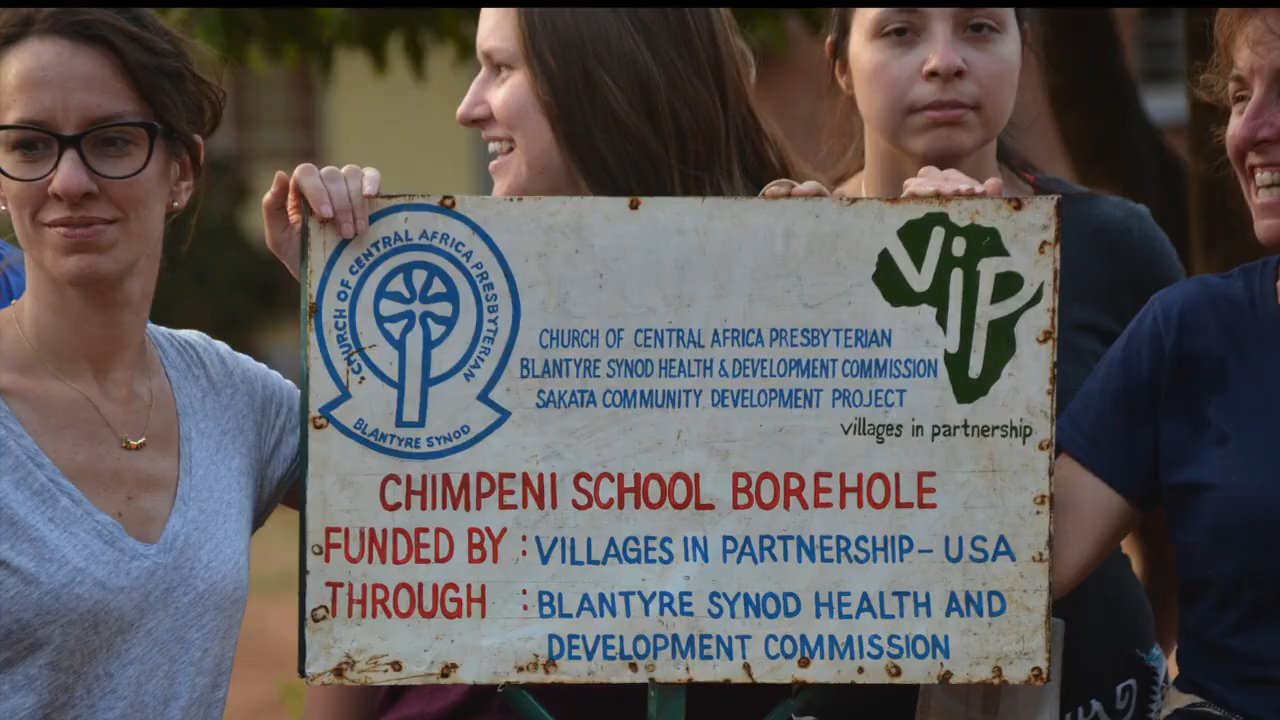 CHURCH OF CENTRAL AFRICA PRESBYTERIAN
BLANTYRE SYNOD
ViP
villages in partnership
CHURCH OF CENTRAL AFRICA PRESBYTERIAN
BLANTYRE SYNOD HEALTH & DEVELOPMENT COMMISSION
SAKATA COMMUNITY DEVELOPMENT PROJECT
CHIMPENI SCHOOL BOREHOLE
FUNDED BY : VILLAGES IN PARTNERSHIP – USA
THROUGH : BLANTYRE SYNOD HEALTH AND
DEVELOPMENT COMMISSION